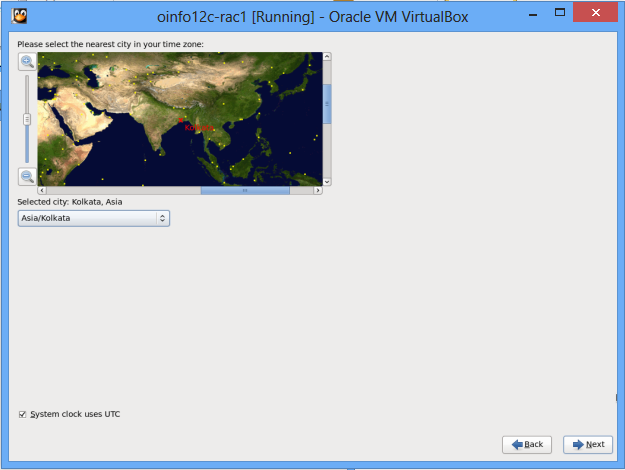 oinfo12c-rac1 [Running] - Oracle VM VirtualBox
Please select the nearest city in your time zone:
Kolkata
Selected city: Kolkata, Asia
Asia/Kolkata
System clock uses UTC
Back
Next